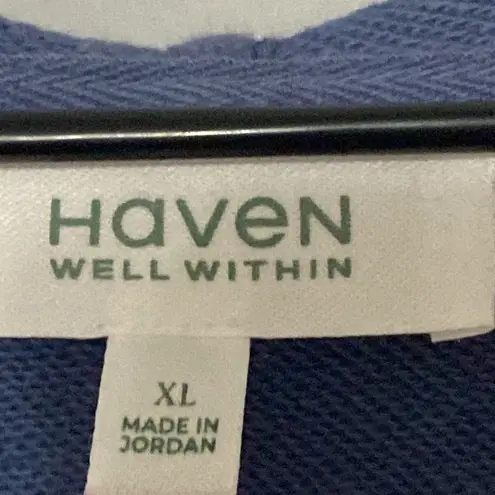 HaveN
WELL WITHIN
XL
MADE IN
JORDAN